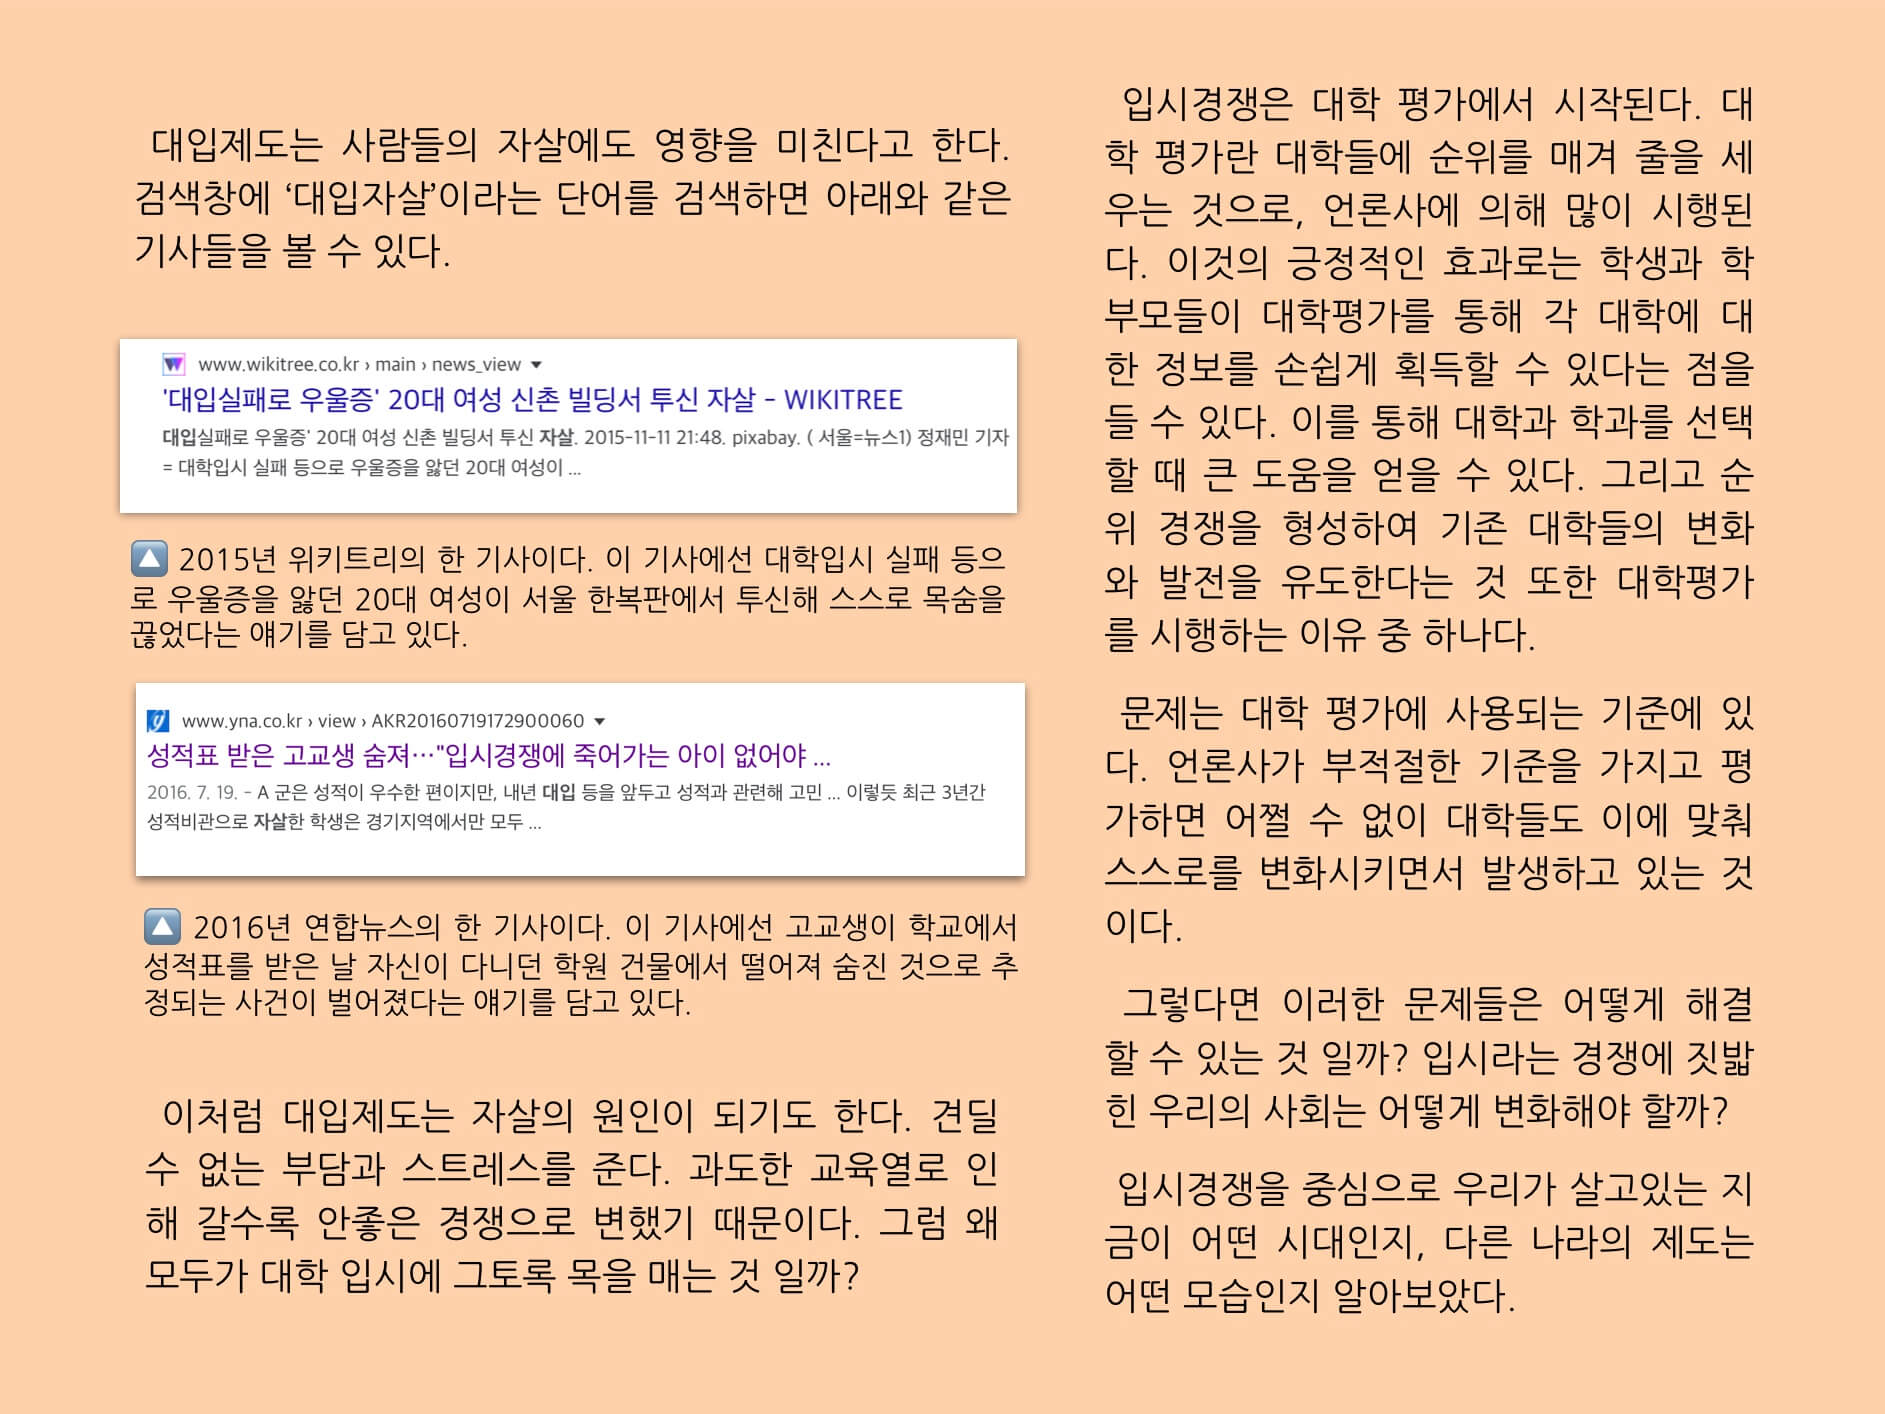 대입제도는 사람들의 자살에도 영향을 미친다고 한다.
검색창에 ‘대입자살’이라는 단어를 검색하면 아래와 같은
기사들을 볼 수 있다.
www.wikitree.co.kr › main › news_view ▼
'대입실패로 우울증' 20대 여성 신촌 빌딩서 투신 자살 - WIKITREE
대입실패로 우울증' 20대 여성 신촌 빌딩서 투신 자살. 2015-11-11 21:48. pixabay. ( 서울=뉴스1) 정재민 기자
= 대학입시 실패 등으로 우울증을 앓던 20대 여성이 ...
🔼 2015년 위키트리의 한 기사이다. 이 기사에선 대학입시 실패 등으
로 우울증을 앓던 20대 여성이 서울 한복판에서 투신해 스스로 목숨을
끊었다는 얘기를 담고 있다.
www.yna.co.kr › view › AKR20160719172900060 ▼
성적표 받은 고교생 숨져…"입시경쟁에 죽어가는 아이 없어야 ...
2016. 7. 19. - A 군은 성적이 우수한 편이지만, 내년 대입 등을 앞두고 성적과 관련해 고민 ... 이렇듯 최근 3년간
성적비관으로 자살한 학생은 경기지역에서만 모두 ...
🔼 2016년 연합뉴스의 한 기사이다. 이 기사에선 고교생이 학교에서
성적표를 받은 날 자신이 다니던 학원 건물에서 떨어져 숨진 것으로 추
정되는 사건이 벌어졌다는 얘기를 담고 있다.
이처럼 대입제도는 자살의 원인이 되기도 한다. 견딜
수 없는 부담과 스트레스를 준다. 과도한 교육열로 인
해 갈수록 안좋은 경쟁으로 변했기 때문이다. 그럼 왜
모두가 대학 입시에 그토록 목을 매는 것 일까?
입시경쟁은 대학 평가에서 시작된다. 대
학 평가란 대학들에 순위를 매겨 줄을 세
우는 것으로, 언론사에 의해 많이 시행된
다. 이것의 긍정적인 효과로는 학생과 학
부모들이 대학평가를 통해 각 대학에 대
한 정보를 손쉽게 획득할 수 있다는 점을
들 수 있다. 이를 통해 대학과 학과를 선택
할 때 큰 도움을 얻을 수 있다. 그리고 순
위 경쟁을 형성하여 기존 대학들의 변화
와 발전을 유도한다는 것 또한 대학평가
를 시행하는 이유 중 하나다.
문제는 대학 평가에 사용되는 기준에 있
다. 언론사가 부적절한 기준을 가지고 평
가하면 어쩔 수 없이 대학들도 이에 맞춰
스스로를 변화시키면서 발생하고 있는 것
이다.
그렇다면 이러한 문제들은 어떻게 해결
할 수 있는 것 일까? 입시라는 경쟁에 짓밟
힌 우리의 사회는 어떻게 변화해야 할까?
입시경쟁을 중심으로 우리가 살고있는 지
금이 어떤 시대인지, 다른 나라의 제도는
어떤 모습인지 알아보았다.